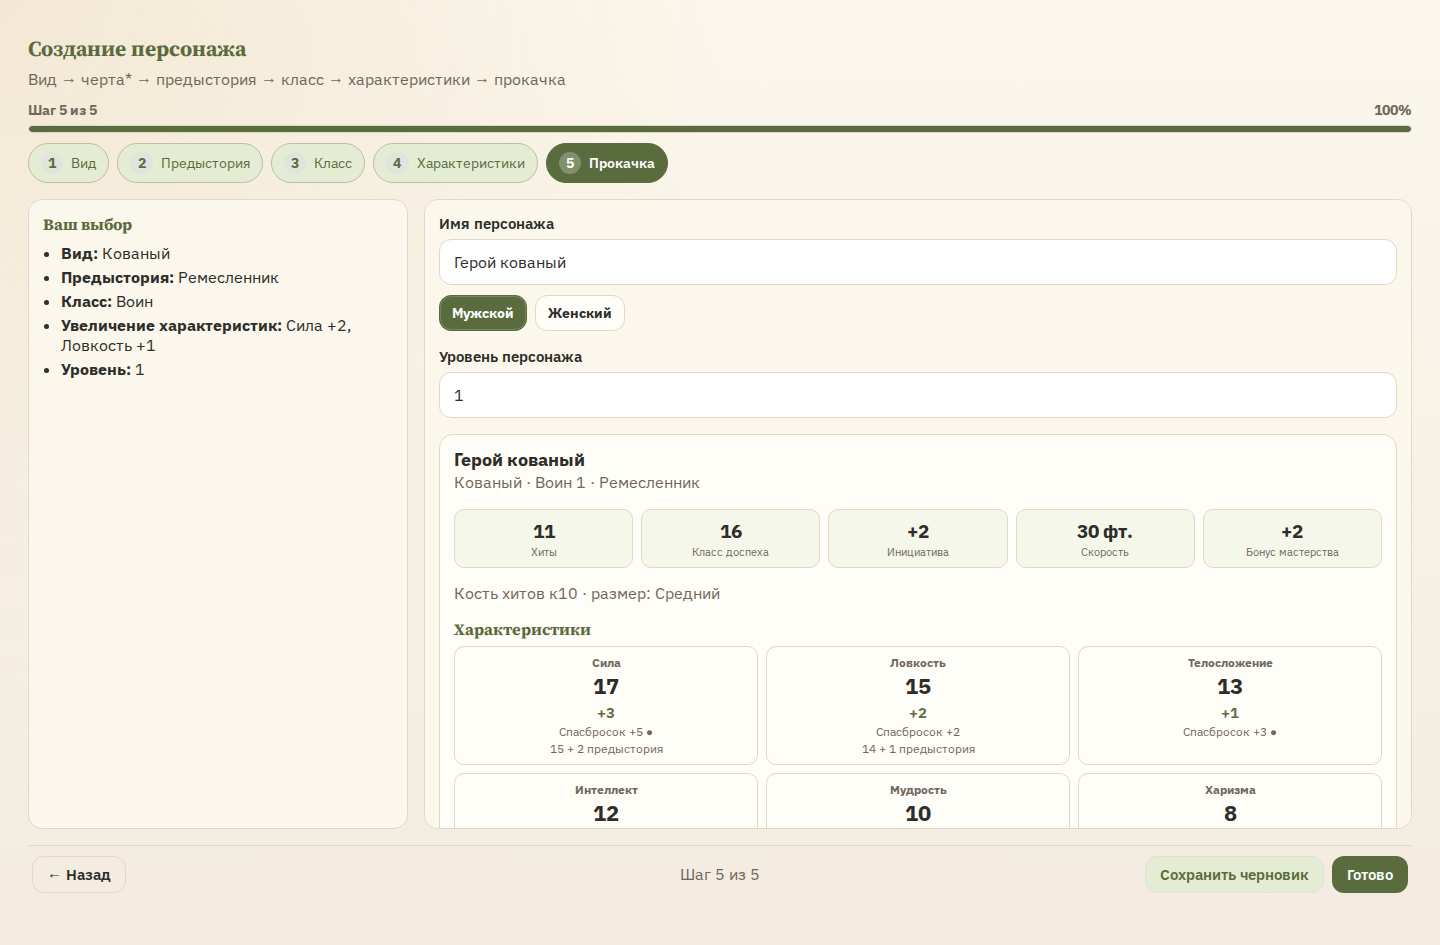 Создание персонажа
Вид → черта* → предыстория → класс → характеристики → прокачка
Шаг 5 из 5
100%
1 Вид
2 Предыстория
3 Класс
4 Характеристики
5 Прокачка
Ваш выбор
Вид: Кованый
Предыстория: Ремесленник
Класс: Воин
Увеличение характеристик: Сила +2,
Ловкость +1
Уровень: 1
Имя персонажа
Герой кованый
Мужской
Женский
Уровень персонажа
1
Герой кованый
Кованый · Воин 1 · Ремесленник
11
Хиты
16
Класс доспеха
+2
Инициатива
30 фт.
Скорость
+2
Бонус мастерства
Кость хитов к10 · размер: Средний
Характеристики
Сила
17
+3
Спасбросок +5 ●
15 + 2 предыстория
Ловкость
15
+2
Спасбросок +2
14 + 1 предыстория
Телосложение
13
+1
Спасбросок +3 ●
Интеллект
12
Мудрость
10
Харизма
8
← Назад
Шаг 5 из 5
Сохранить черновик
Готово